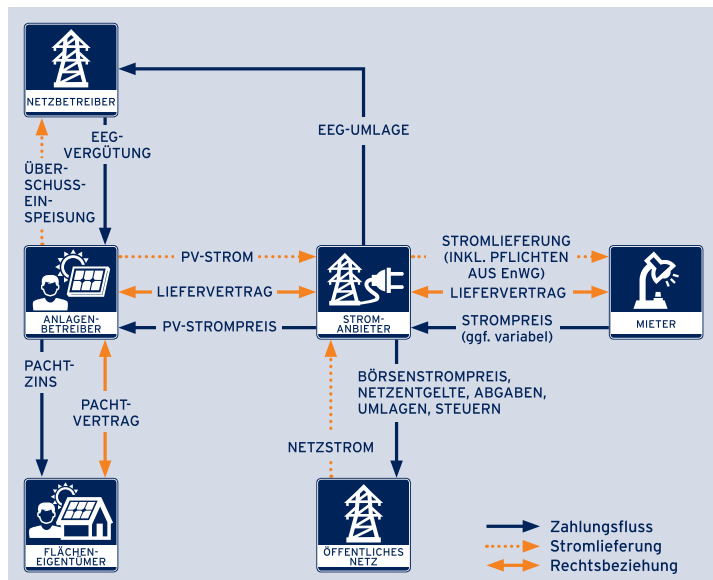 NETZBETREIBER
EEG-
VERGÜTUNG
EEG-UMLAGE
ÜBER-
SCHUSS-
EIN-
SPEISUNG
PV-STROM
STROMLIEFERUNG
(INKL. PFLICHTEN
AUS EnWG)
LIEFERVERTRAG
LIEFERVERTRAG
ANLAGEN-
BETREIBER
PV-STROMPREIS
STROM-
ANBIETER
STROMPREIS
(ggf. variabel)
MIETER
PACHT-
ZINS
PACHT-
VERTRAG
BÖRSENSTROMPREIS,
NETZENTGELTE, ABGABEN,
UMLAGEN, STEUERN
NETZSTROM
FLÄCHEN-
EIGENTÜMER
ÖFFENTLICHES
NETZ
Zahlungsfluss
Stromlieferung
Rechtsbeziehung